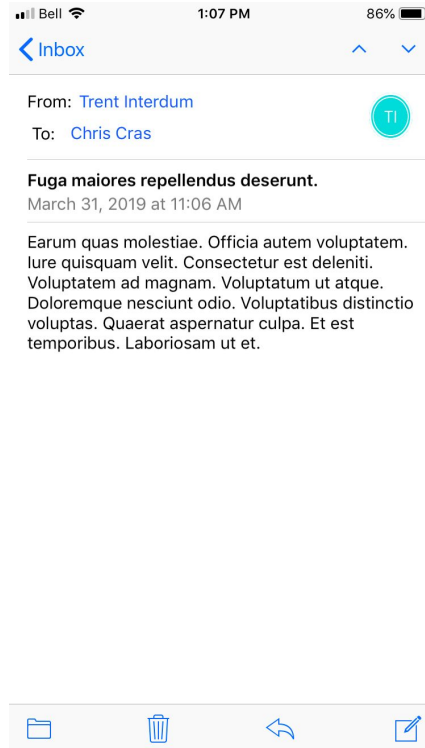 Bell 1:07 PM 86%
Inbox
From: Trent Interdum
TI
To: Chris Cras
Fuga maiores repellendus deserunt.
March 31, 2019 at 11:06 AM
Earum quas molestiae. Officia autem voluptatem.
Iure quisquam velit. Consectetur est deleniti.
Voluptatem ad magnam. Voluptatum ut atque.
Doloremque nesciunt odio. Voluptatibus distinctio
voluptas. Quaerat aspernatur culpa. Et est
temporibus. Laboriosam ut et.